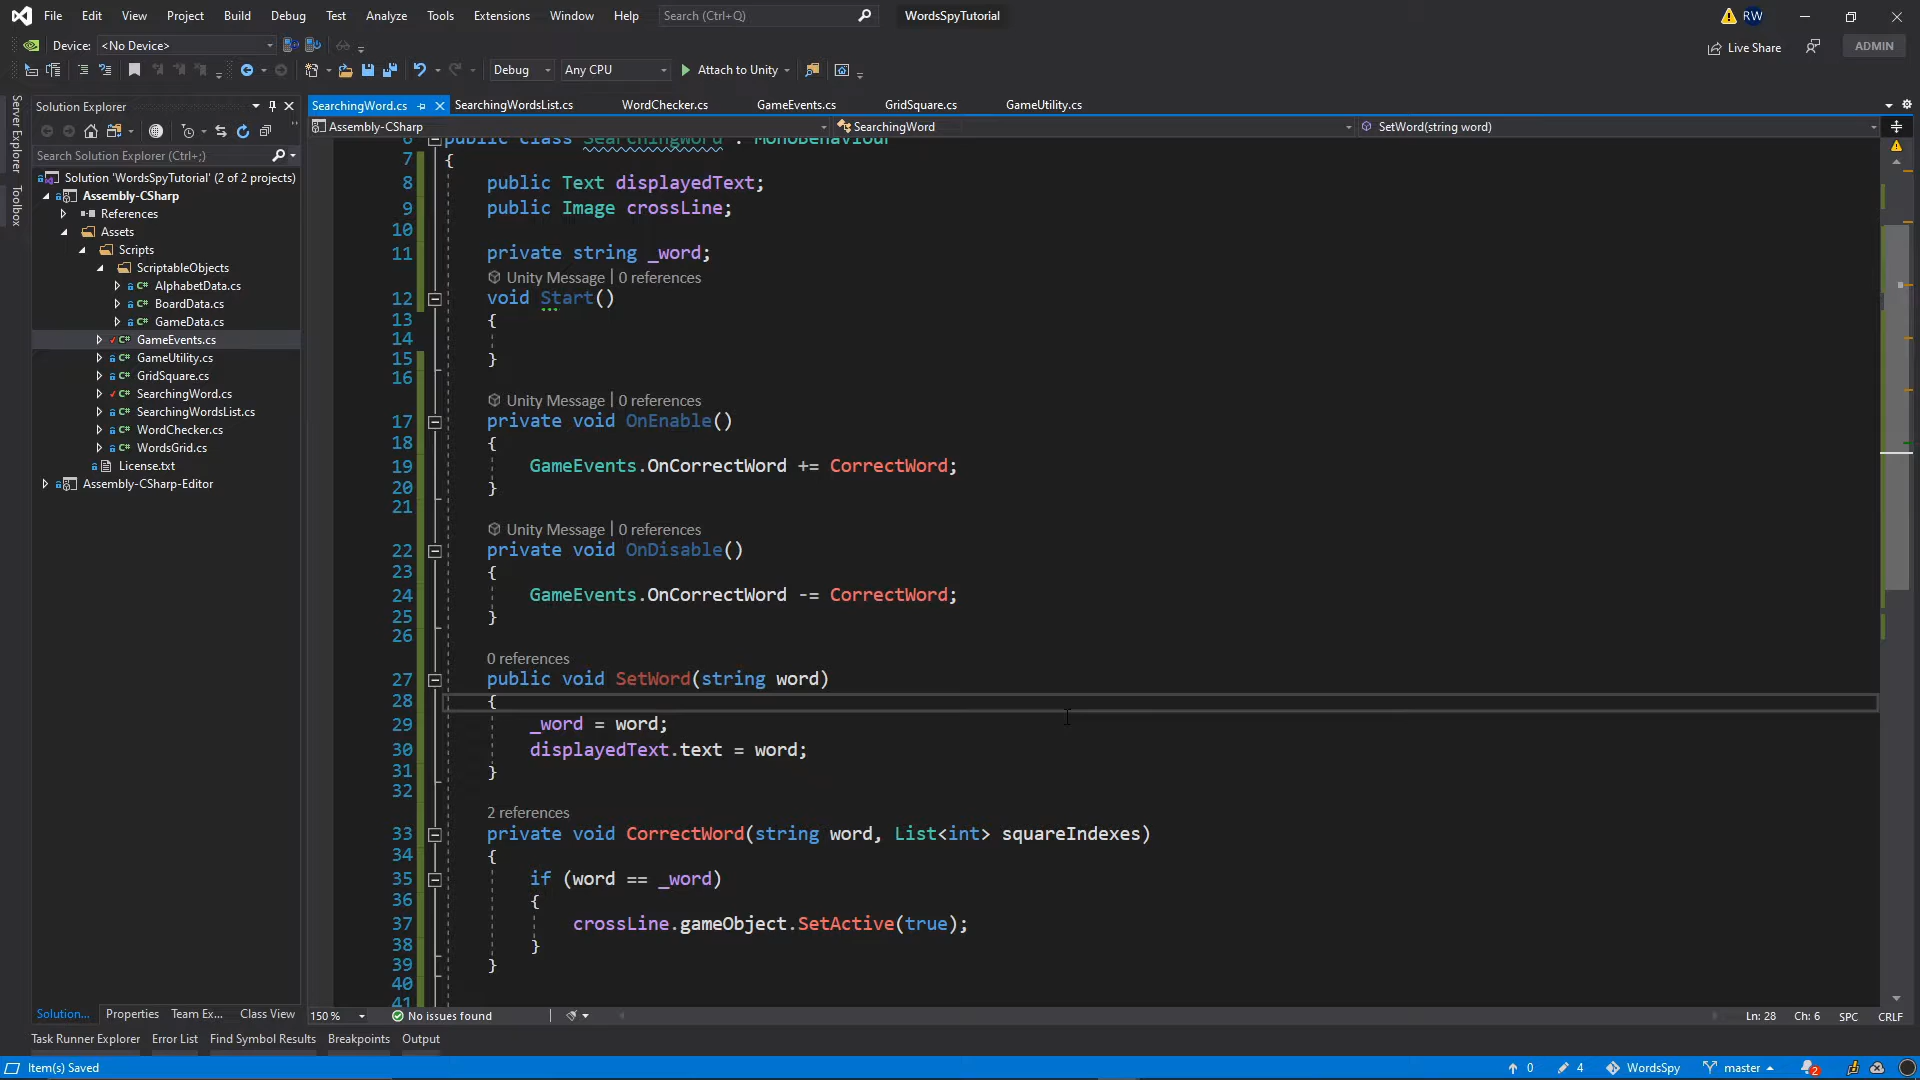 File Edit View Project Build Debug Test Analyze Tools Extensions Window Help Search (Ctrl+Q) WordsSpyTutorial RW
Device: <No Device> Live Share ADMIN
Debug Any CPU Attach to Unity
Server Explorer
Toolbox
Solution Explorer
Search Solution Explorer (Ctrl+;)
Solution 'WordsSpyTutorial' (2 of 2 projects)
Assembly-CSharp
References
Assets
Scripts
ScriptableObjects
AlphabetData.cs
BoardData.cs
GameData.cs
GameEvents.cs
GameUtility.cs
GridSquare.cs
SearchingWord.cs
SearchingWordsList.cs
WordChecker.cs
WordsGrid.cs
License.txt
Assembly-CSharp-Editor
Solution... Properties Team Ex... Class View
SearchingWord.cs SearchingWordsList.cs WordChecker.cs GameEvents.cs GridSquare.cs GameUtility.cs
Assembly-CSharp SearchingWord SetWord(string word)
6 public class SearchingWord : MonoBehaviour
7 {
8 public Text displayedText;
9 public Image crossLine;
10
11 private string _word;
Unity Message | 0 references
12 void Start()
13 {
14
15 }
16
Unity Message | 0 references
17 private void OnEnable()
18 {
19 GameEvents.OnCorrectWord += CorrectWord;
20 }
21
Unity Message | 0 references
22 private void OnDisable()
23 {
24 GameEvents.OnCorrectWord -= CorrectWord;
25 }
26
0 references
27 public void SetWord(string word)
28 {
29 _word = word;
30 displayedText.text = word;
31 }
32
2 references
33 private void CorrectWord(string word, List<int> squareIndexes)
34 {
35 if (word == _word)
36 {
37 crossLine.gameObject.SetActive(true);
38 }
39 }
40
41
150 % No issues found Ln: 28 Ch: 6 SPC CRLF
Task Runner Explorer Error List Find Symbol Results Breakpoints Output
Item(s) Saved 0 4 WordsSpy master 2